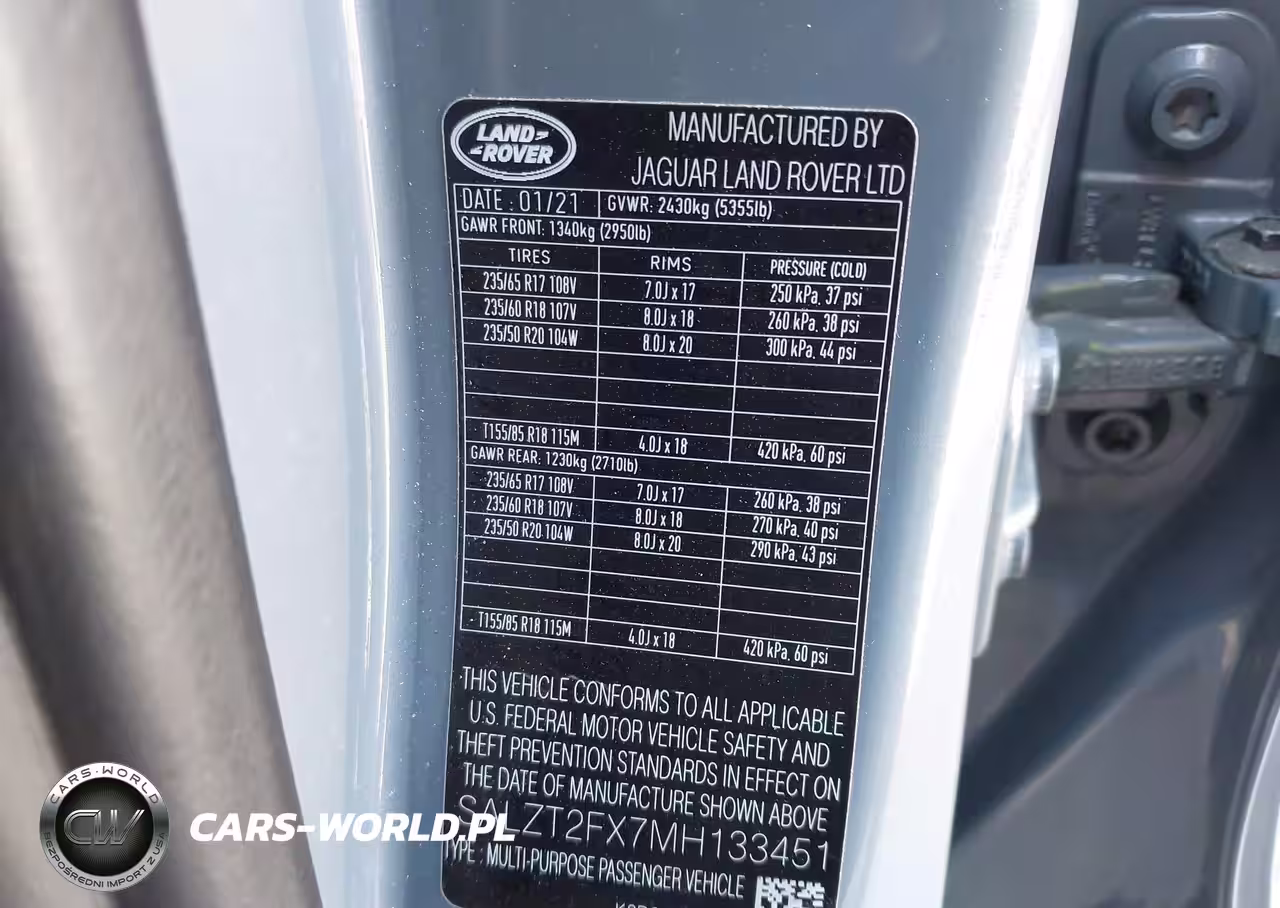 LAND ROVER
MANUFACTURED BY
JAGUAR LAND ROVER LTD
DATE : 01/21 GVWR: 2430kg (5355lb)
GAWR FRONT: 1340kg (2950lb)
TIRES RIMS PRESSURE (COLD)
235/65 R17 108V 7.0J x 17 250 kPa, 37 psi
235/60 R18 107V 8.0J x 18 260 kPa, 38 psi
235/50 R20 104W 8.0J x 20 300 kPa, 44 psi
T155/85 R18 115M 4.0J x 18 420 kPa, 60 psi
GAWR REAR: 1230kg (2710lb)
235/65 R17 108V 7.0J x 17 260 kPa, 38 psi
235/60 R18 107V 8.0J x 18 270 kPa, 40 psi
235/50 R20 104W 8.0J x 20 290 kPa, 43 psi
T155/85 R18 115M 4.0J x 18 420 kPa, 60 psi
THIS VEHICLE CONFORMS TO ALL APPLICABLE
U.S. FEDERAL MOTOR VEHICLE SAFETY AND
THEFT PREVENTION STANDARDS IN EFFECT ON
THE DATE OF MANUFACTURE SHOWN ABOVE
SALZT2FX7MH133451
TYPE : MULTI-PURPOSE PASSENGER VEHICLE
CARS-WORLD
CW
BEZPOŚREDNI IMPORT Z USA
CARS-WORLD.PL